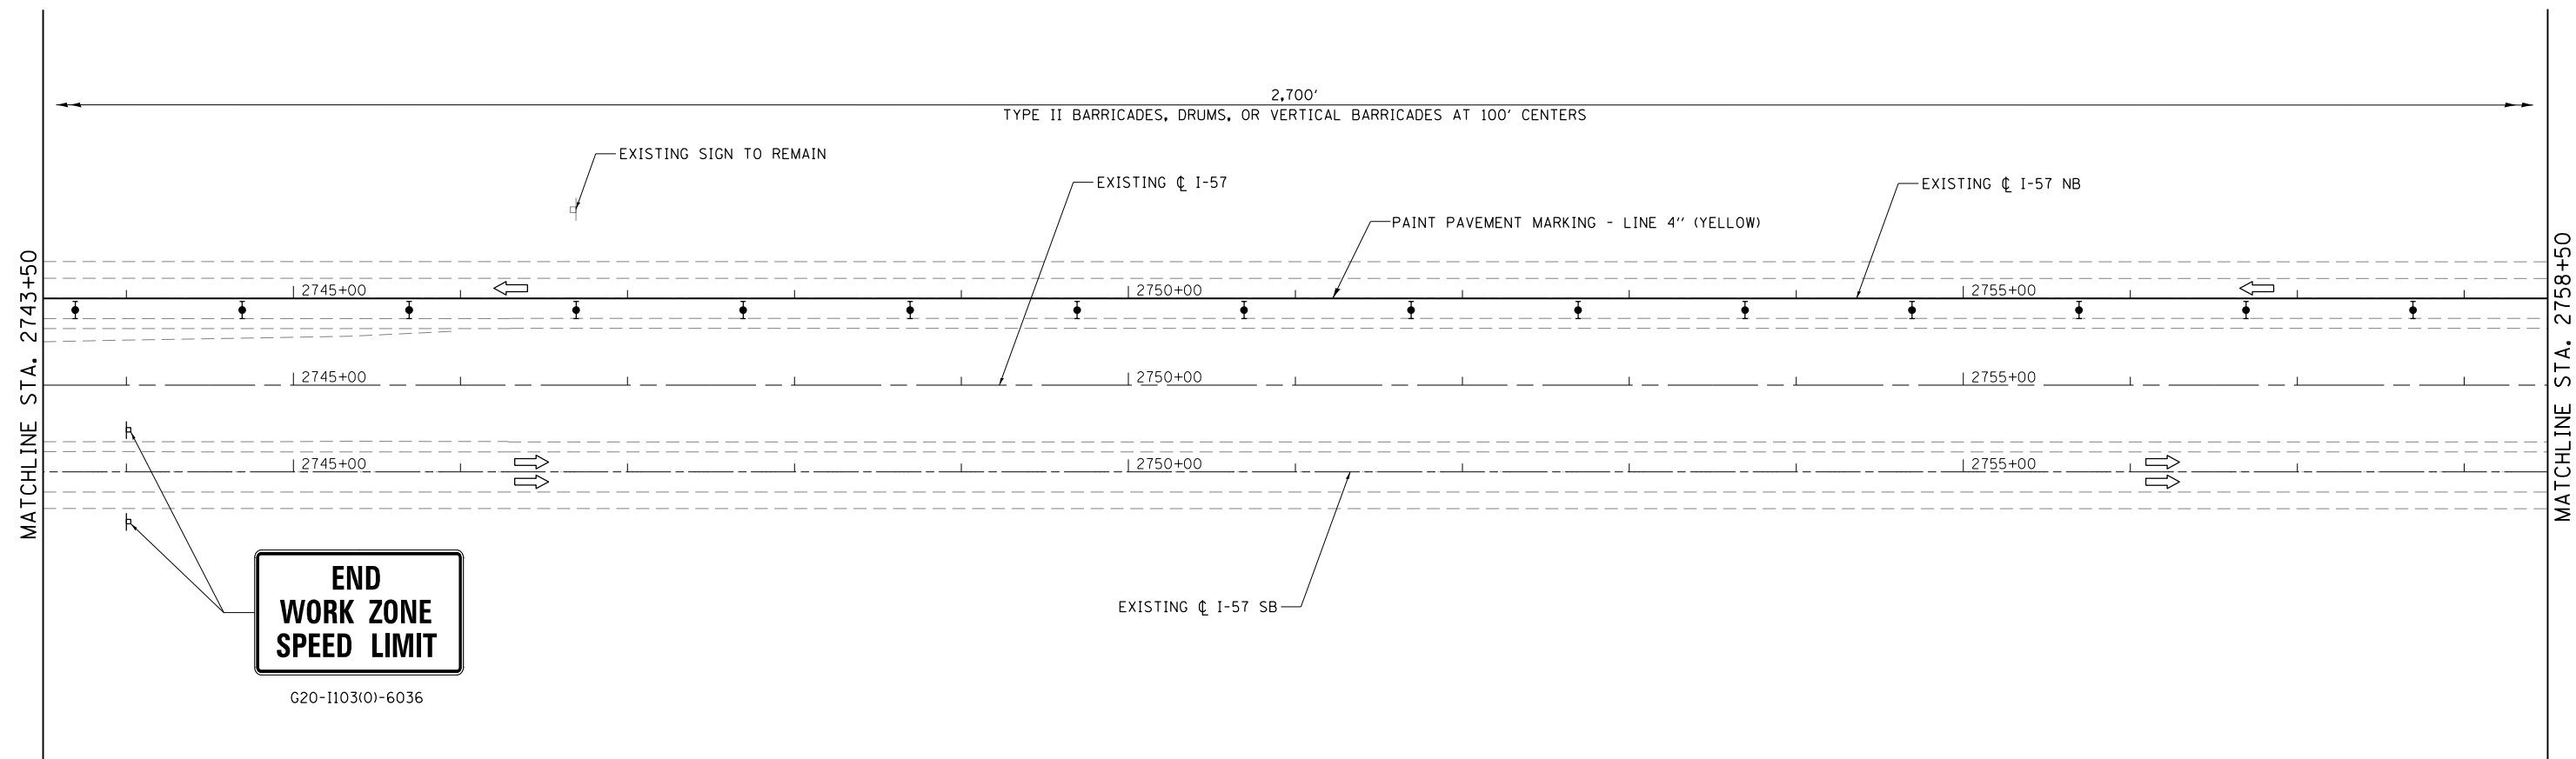 2,700'
TYPE II BARRICADES, DRUMS, OR VERTICAL BARRICADES AT 100' CENTERS
EXISTING SIGN TO REMAIN
EXISTING ℄ I-57
EXISTING ℄ I-57 NB
PAINT PAVEMENT MARKING - LINE 4'' (YELLOW)
MATCHLINE STA. 2743+50
MATCHLINE STA. 2758+50
2745+00
2750+00
2755+00
2745+00
2750+00
2755+00
2745+00
2750+00
2755+00
EXISTING ℄ I-57 SB
END
WORK ZONE
SPEED LIMIT
G20-I103(0)-6036